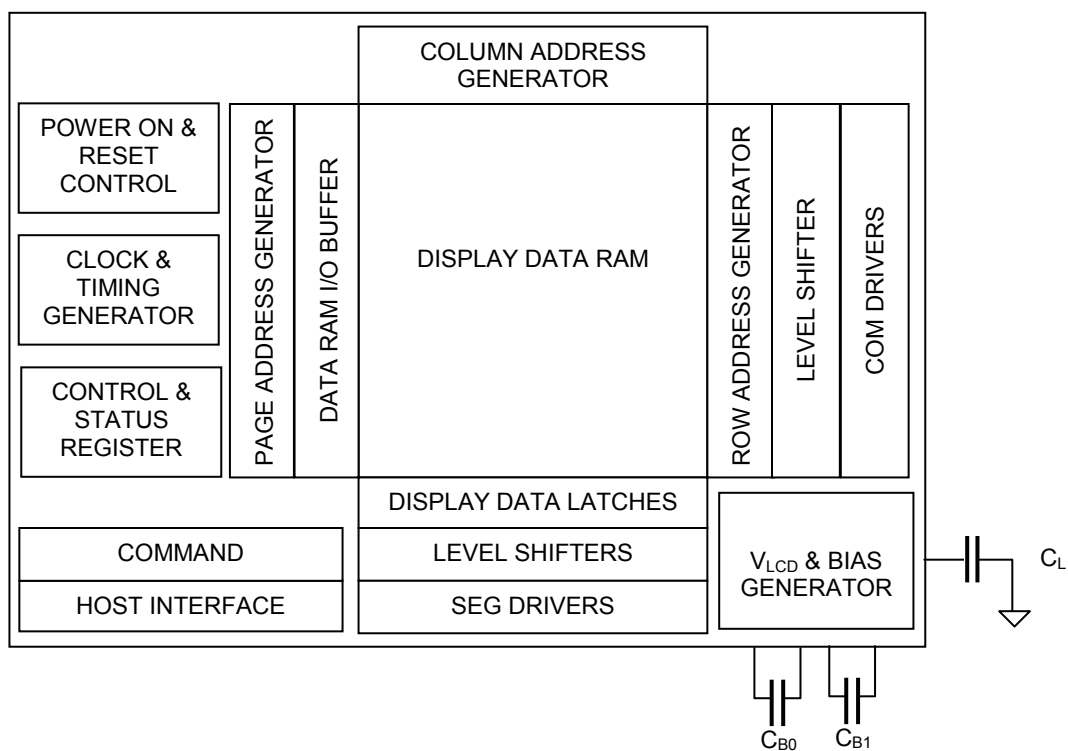 COLUMN ADDRESS
GENERATOR
POWER ON &
RESET
CONTROL
CLOCK &
TIMING
GENERATOR
CONTROL &
STATUS
REGISTER
PAGE ADDRESS GENERATOR
DATA RAM I/O BUFFER
DISPLAY DATA RAM
ROW ADDRESS GENERATOR
LEVEL SHIFTER
COM DRIVERS
DISPLAY DATA LATCHES
COMMAND
LEVEL SHIFTERS
HOST INTERFACE
SEG DRIVERS
VLCD & BIAS
GENERATOR
CL
CB0
CB1